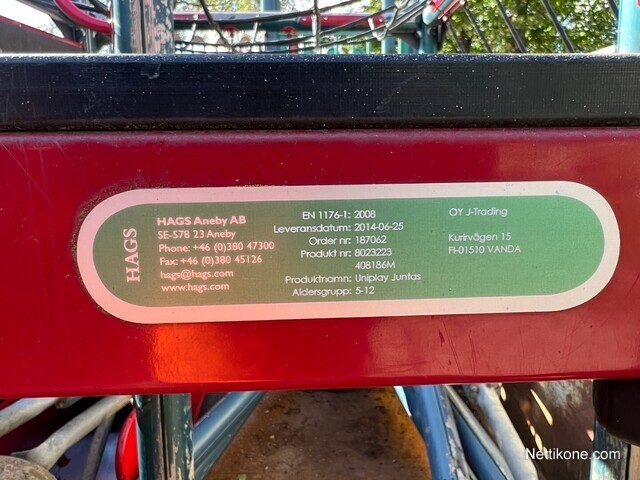 HAGS
HAGS Aneby AB
SE-578 23 Aneby
Phone: +46 (0)380 47300
Fax: +46 (0)380 45126
hags@hags.com
www.hags.com
EN 1176-1: 2008
Leveransdatum: 2014-06-25
Order nr: 187062
Produkt nr: 8023223
408186M
Produktnamn: Uniplay Juntas
Aldersgrupp: 5-12
OY J-Trading
Kurirvägen 15
FI-01510 VANDA
Nettikone.com